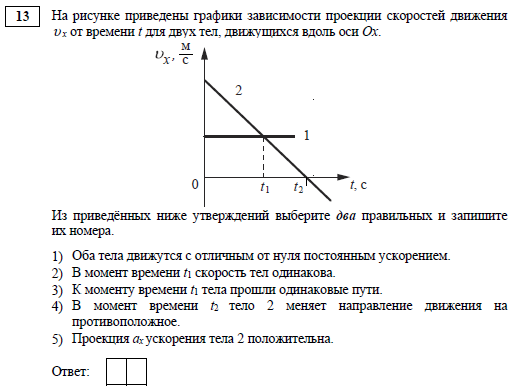 13 На рисунке приведены графики зависимости проекции скоростей движения
υx от времени t для двух тел, движущихся вдоль оси Ox.
υx, м/с
2
1
0 t1 t2 t, с
Из приведённых ниже утверждений выберите два правильных и запишите
их номера.
1) Оба тела движутся с отличным от нуля постоянным ускорением.
2) В момент времени t1 скорость тел одинакова.
3) К моменту времени t1 тела прошли одинаковые пути.
4) В момент времени t2 тело 2 меняет направление движения на
противоположное.
5) Проекция ax ускорения тела 2 положительна.
Ответ: